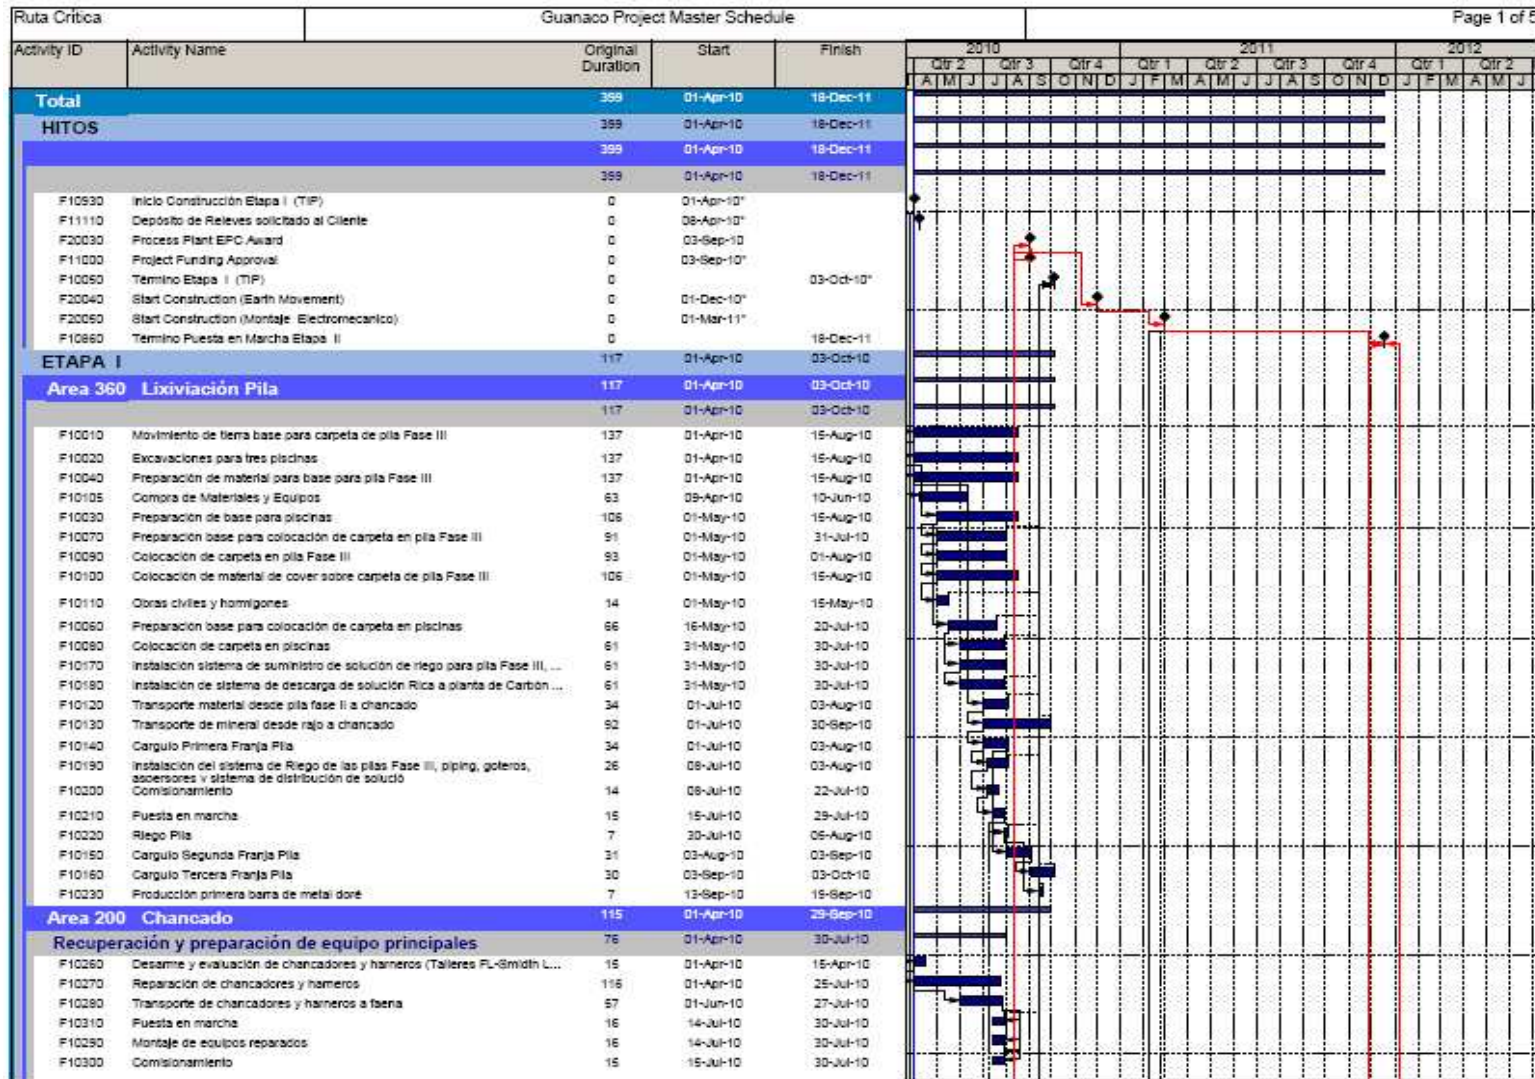 Ruta Crítica Guanaco Project Master Schedule Page 1 of 5
Activity ID Activity Name Original Duration Start Finish 2010 2011 2012
Qtr 2 Qtr 3 Qtr 4 Qtr 1 Qtr 2 Qtr 3 Qtr 4 Qtr 1 Qtr 2
A M J J A S O N D J F M A M J J A S O N D J F M A M J
Total 399 01-Apr-10 18-Dec-11
HITOS 399 01-Apr-10 18-Dec-11
399 01-Apr-10 18-Dec-11
399 01-Apr-10 18-Dec-11
F10930 Inicio Construcción Etapa I (TIP) 0 01-Apr-10*
F11110 Depósito de Releves solicitado al Cliente 0 08-Apr-10*
F20030 Process Plant EPC Award 0 03-Sep-10
F11000 Project Funding Approval 0 03-Sep-10*
F10050 Término Etapa I (TIP) 0 03-Oct-10*
F20040 Start Construction (Earth Movement) 0 01-Dec-10*
F20050 Start Construction (Montaje Electromecanico) 0 01-Mar-11*
F10860 Termino Puesta en Marcha Etapa II 0 18-Dec-11
ETAPA I 117 01-Apr-10 03-Oct-10
Area 360 Lixiviación Pila 117 01-Apr-10 03-Oct-10
117 01-Apr-10 03-Oct-10
F10010 Movimiento de tierra base para carpeta de pila Fase III 137 01-Apr-10 15-Aug-10
F10020 Excavaciones para tres piscinas 137 01-Apr-10 15-Aug-10
F10040 Preparación de material para base para pila Fase III 137 01-Apr-10 15-Aug-10
F10105 Compra de Materiales y Equipos 63 09-Apr-10 10-Jun-10
F10030 Preparación de base para piscinas 106 01-May-10 15-Aug-10
F10070 Preparación base para colocación de carpeta en pila Fase III 91 01-May-10 31-Jul-10
F10090 Colocación de carpeta en pila Fase III 93 01-May-10 01-Aug-10
F10100 Colocación de material de cover sobre carpeta de pila Fase III 106 01-May-10 15-Aug-10
F10110 Obras civiles y hormigones 14 01-May-10 15-May-10
F10060 Preparación base para colocación de carpeta en piscinas 66 16-May-10 20-Jul-10
F10080 Colocación de carpeta en piscinas 61 31-May-10 30-Jul-10
F10170 Instalación sistema de suministro de solución de riego para pila Fase III, ... 61 31-May-10 30-Jul-10
F10180 Instalación de sistema de descarga de solución Rica a planta de Carbón ... 61 31-May-10 30-Jul-10
F10120 Transporte material desde pila fase II a chancado 34 01-Jul-10 03-Aug-10
F10130 Transporte de mineral desde rajo a chancado 92 01-Jul-10 30-Sep-10
F10140 Carguio Primera Franja Pila 34 01-Jul-10 03-Aug-10
F10190 Instalación del sistema de Riego de las pilas Fase III, piping, goteros, 26 08-Jul-10 03-Aug-10
aspersores y sistema de distribución de solució
F10200 Comisionamiento 14 08-Jul-10 22-Jul-10
F10210 Puesta en marcha 15 15-Jul-10 29-Jul-10
F10220 Riego Pila 7 30-Jul-10 05-Aug-10
F10150 Carguio Segunda Franja Pila 31 03-Aug-10 03-Sep-10
F10160 Carguio Tercera Franja Pila 30 03-Sep-10 03-Oct-10
F10230 Producción primera barra de metal doré 7 13-Sep-10 19-Sep-10
Area 200 Chancado 115 01-Apr-10 29-Sep-10
Recuperación y preparación de equipo principales 76 01-Apr-10 30-Jul-10
F10260 Desarme y evaluación de chancadores y harneros (Talleres FL-Smidth L... 15 01-Apr-10 15-Apr-10
F10270 Reparación de chancadores y harneros 116 01-Apr-10 25-Jul-10
F10280 Transporte de chancadores y harneros a faena 57 01-Jun-10 27-Jul-10
F10310 Puesta en marcha 16 14-Jul-10 30-Jul-10
F10290 Montaje de equipos reparados 16 14-Jul-10 30-Jul-10
F10300 Comisionamiento 15 15-Jul-10 30-Jul-10